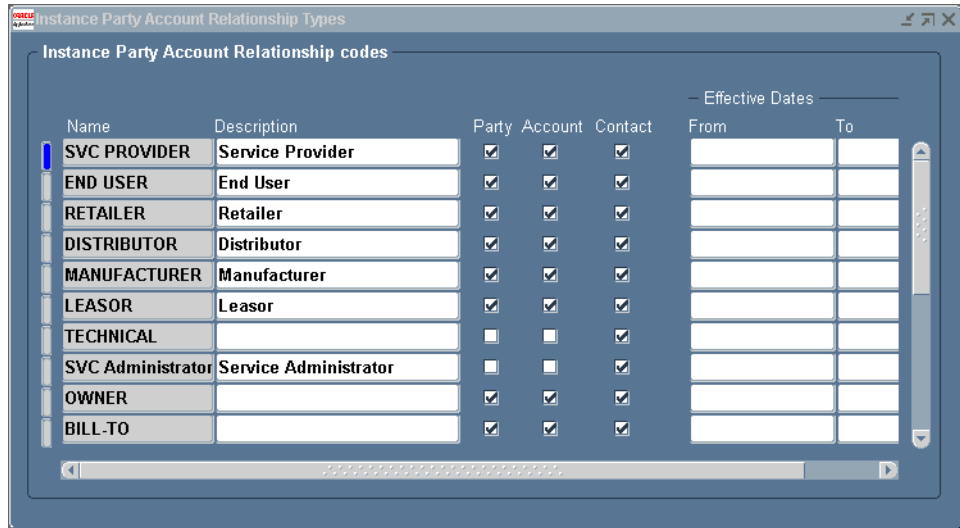 ORACLE
Instance Party Account Relationship Types
Instance Party Account Relationship codes
Effective Dates
Name Description Party Account Contact From To
SVC PROVIDER Service Provider
END USER End User
RETAILER Retailer
DISTRIBUTOR Distributor
MANUFACTURER Manufacturer
LEASOR Leasor
TECHNICAL
SVC Administrator Service Administrator
OWNER
BILL-TO